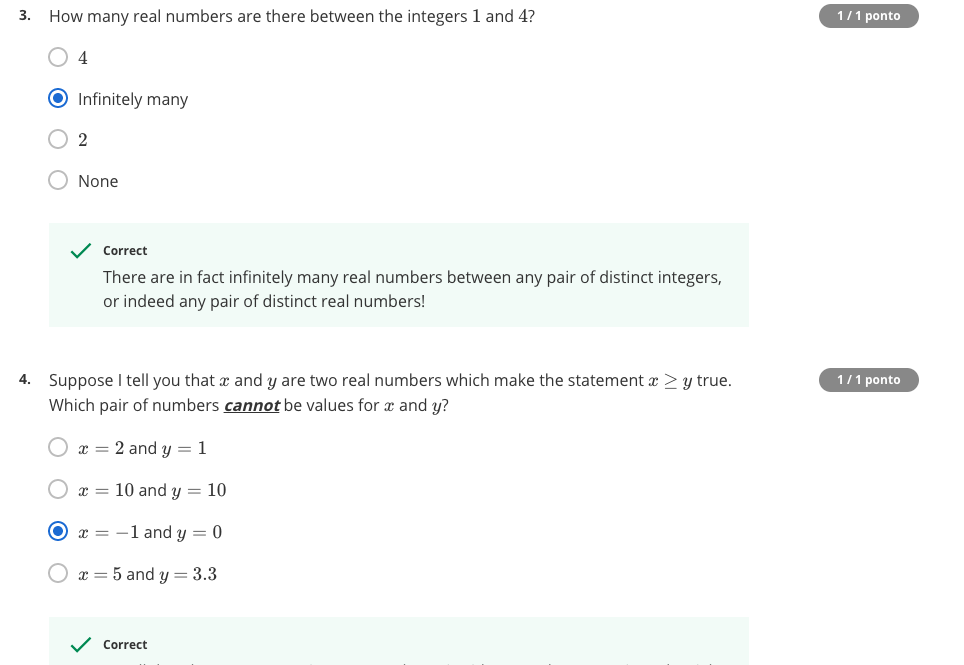 3. How many real numbers are there between the integers 1 and 4?
1 / 1 ponto
4
Infinitely many
2
None
Correct
There are in fact infinitely many real numbers between any pair of distinct integers,
or indeed any pair of distinct real numbers!
4. Suppose I tell you that x and y are two real numbers which make the statement x ≥ y true.
1 / 1 ponto
Which pair of numbers cannot be values for x and y?
x = 2 and y = 1
x = 10 and y = 10
x = −1 and y = 0
x = 5 and y = 3.3
Correct